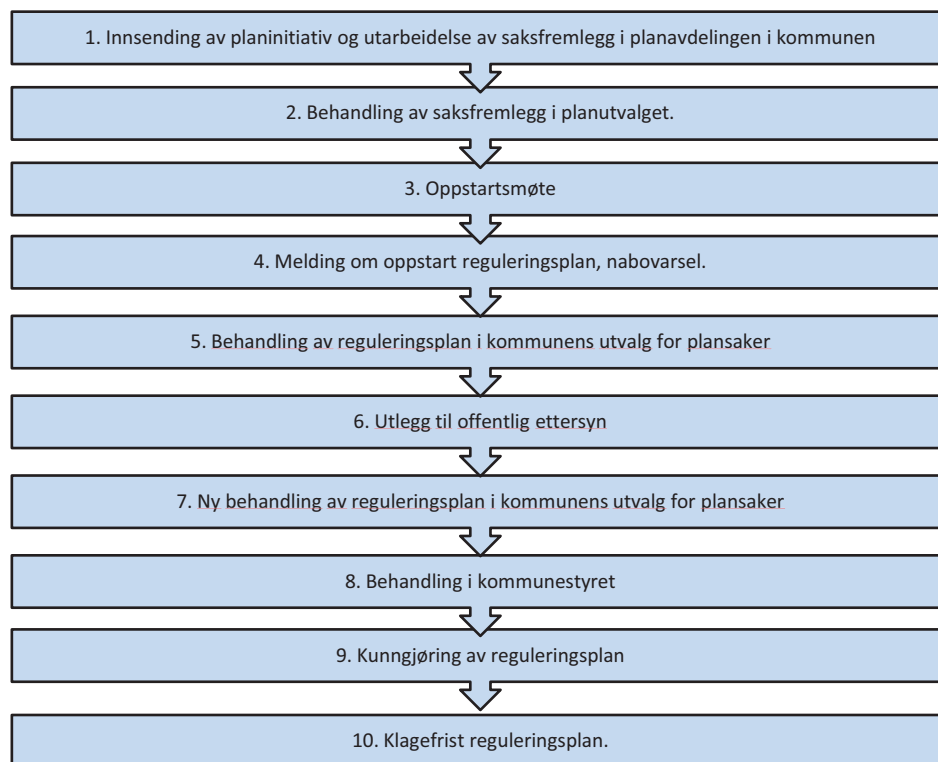 1. Innsending av planinitiativ og utarbeidelse av saksfremlegg i planavdelingen i kommunen
2. Behandling av saksfremlegg i planutvalget.
3. Oppstartsmøte
4. Melding om oppstart reguleringsplan, nabovarsel.
5. Behandling av reguleringsplan i kommunens utvalg for plansaker
6. Utlegg til offentlig ettersyn
7. Ny behandling av reguleringsplan i kommunens utvalg for plansaker
8. Behandling i kommunestyret
9. Kunngjøring av reguleringsplan
10. Klagefrist reguleringsplan.